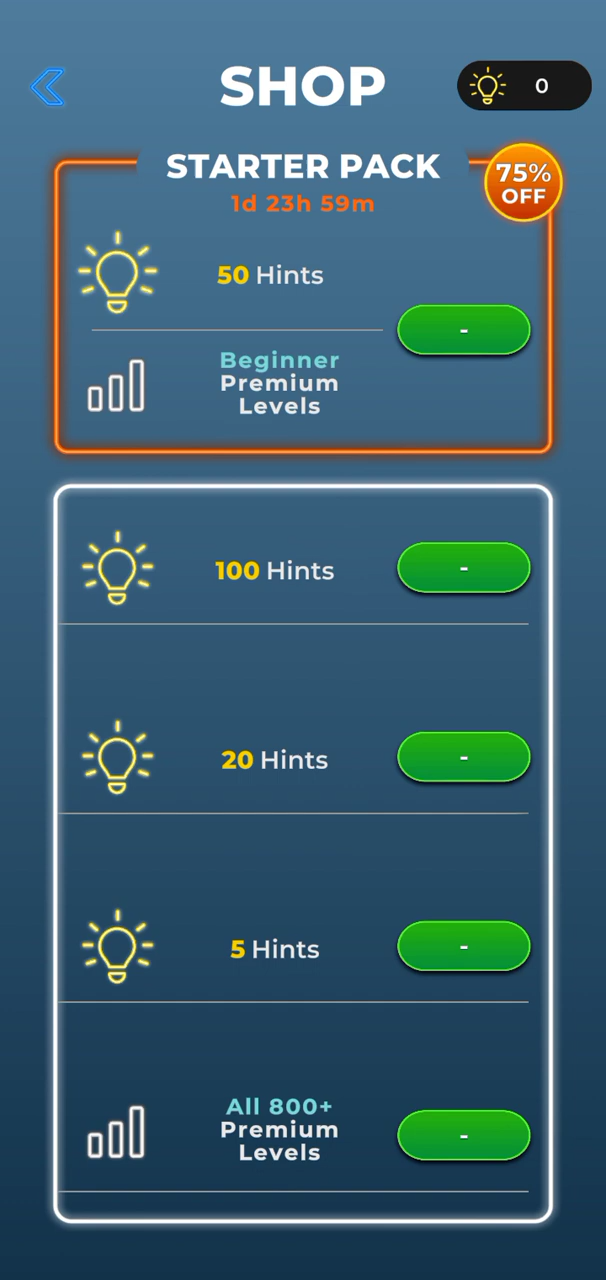 SHOP
0
STARTER PACK
75%
OFF
1d 23h 59m
50 Hints
-
Beginner
Premium
Levels
100 Hints
-
20 Hints
-
5 Hints
-
All 800+
Premium
Levels
-